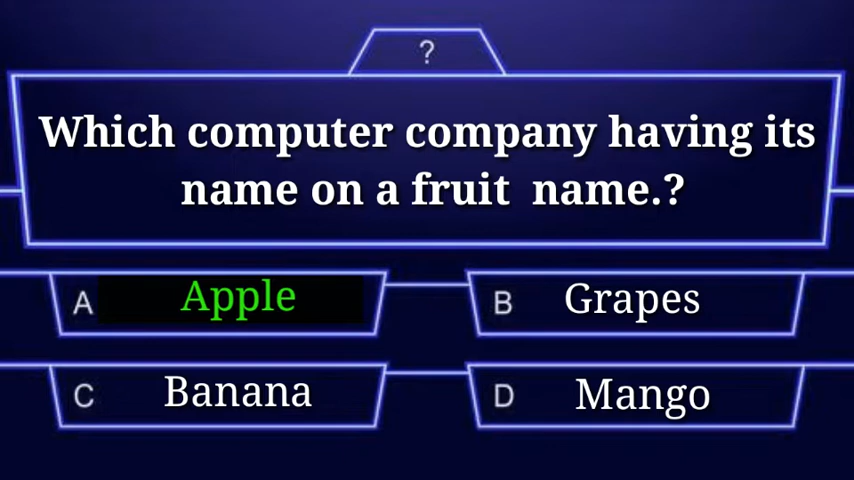 ?
Which computer company having its
name on a fruit name.?
A Apple
B Grapes
C Banana
D Mango